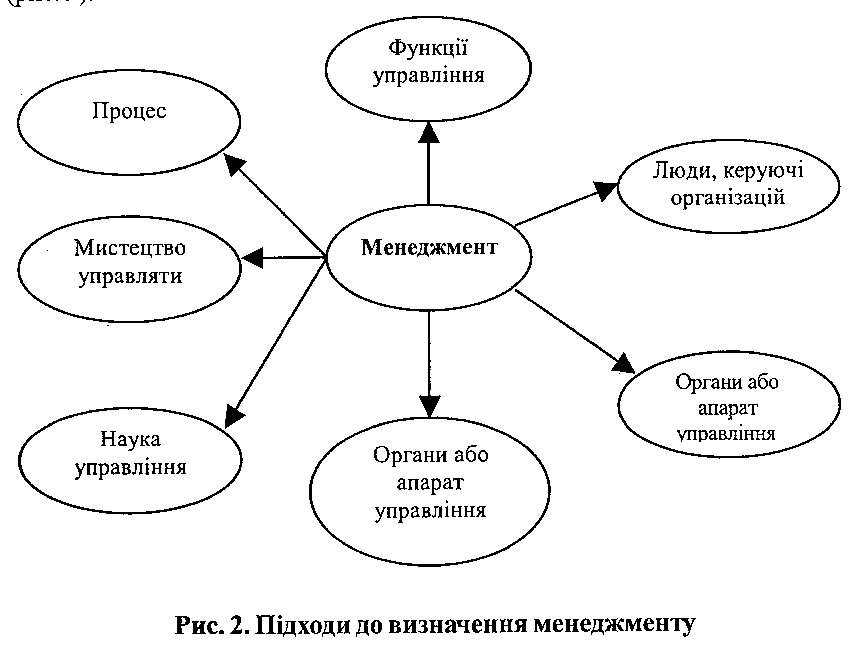 Функції
управління
Процес
Люди, керуючі
організацій
Мистецтво
управляти
Менеджмент
Органи або
апарат
управління
Наука
управління
Органи або
апарат
управління
Рис. 2. Підходи до визначення менеджменту